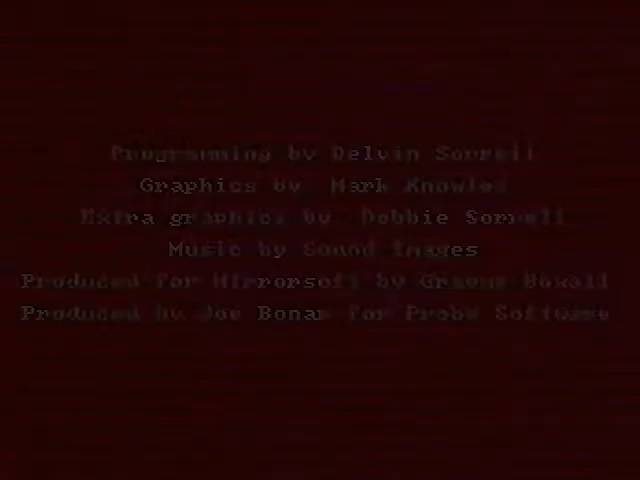 Programming by Delvin Sorrell
Graphics by Mark Knowles
Extra graphics by Debbie Sorrell
Music by Sound Images
Produced for Mirrorsoft by Graeme Boxall
Produced by Joe Bonar for Probe Software